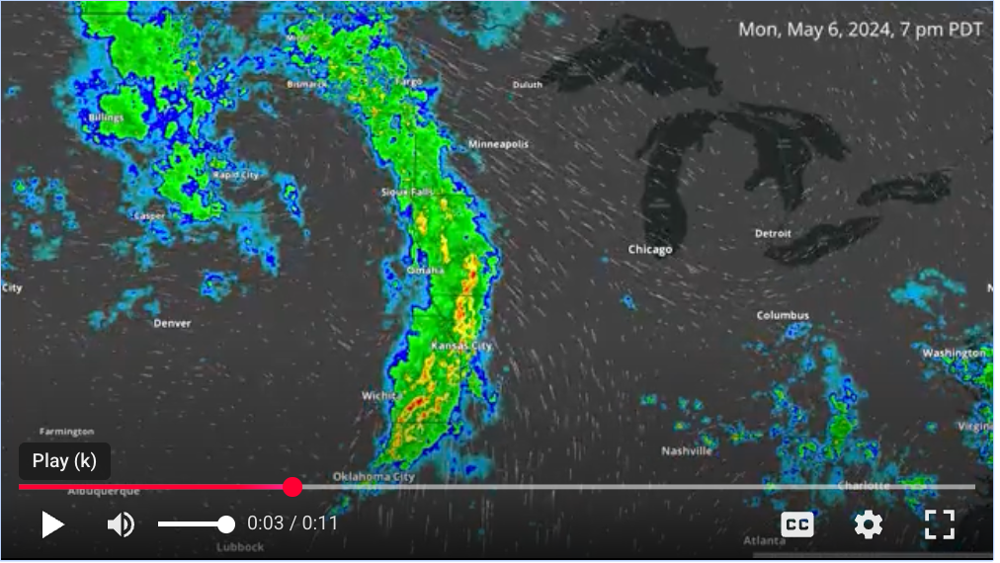 Mon, May 6, 2024, 7 pm PDT
Minot
Bismarck
Fargo
Duluth
Billings
Minneapolis
Rapid City
Sioux Falls
Casper
Detroit
Chicago
Omaha
City
Columbus
Denver
Kansas City
Washington
Wichita
Farmington
Virgin
Nashville
Play (k)
Oklahoma City
Charlotte
Albuquerque
0:03 / 0:11
CC
Lubbock
Atlanta